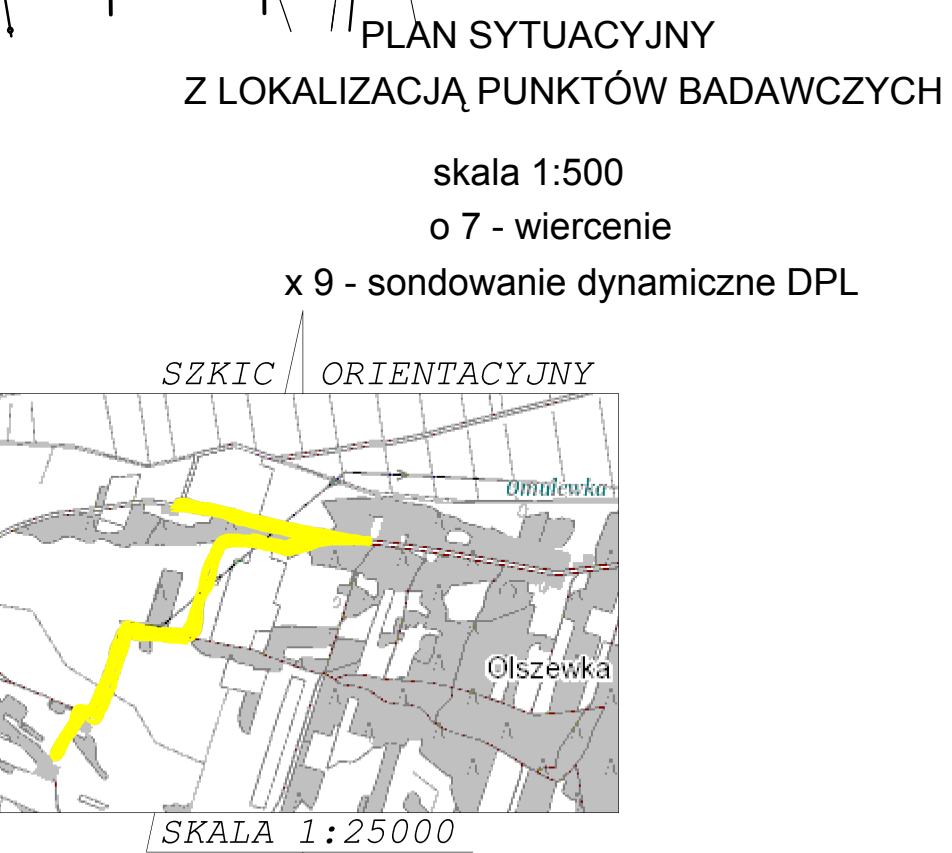 PLAN SYTUACYJNY
Z LOKALIZACJĄ PUNKTÓW BADAWCZYCH
skala 1:500
o 7 - wiercenie
x 9 - sondowanie dynamiczne DPL
SZKIC ORIENTACYJNY
Omulewka
Olszewka
SKALA 1:25000